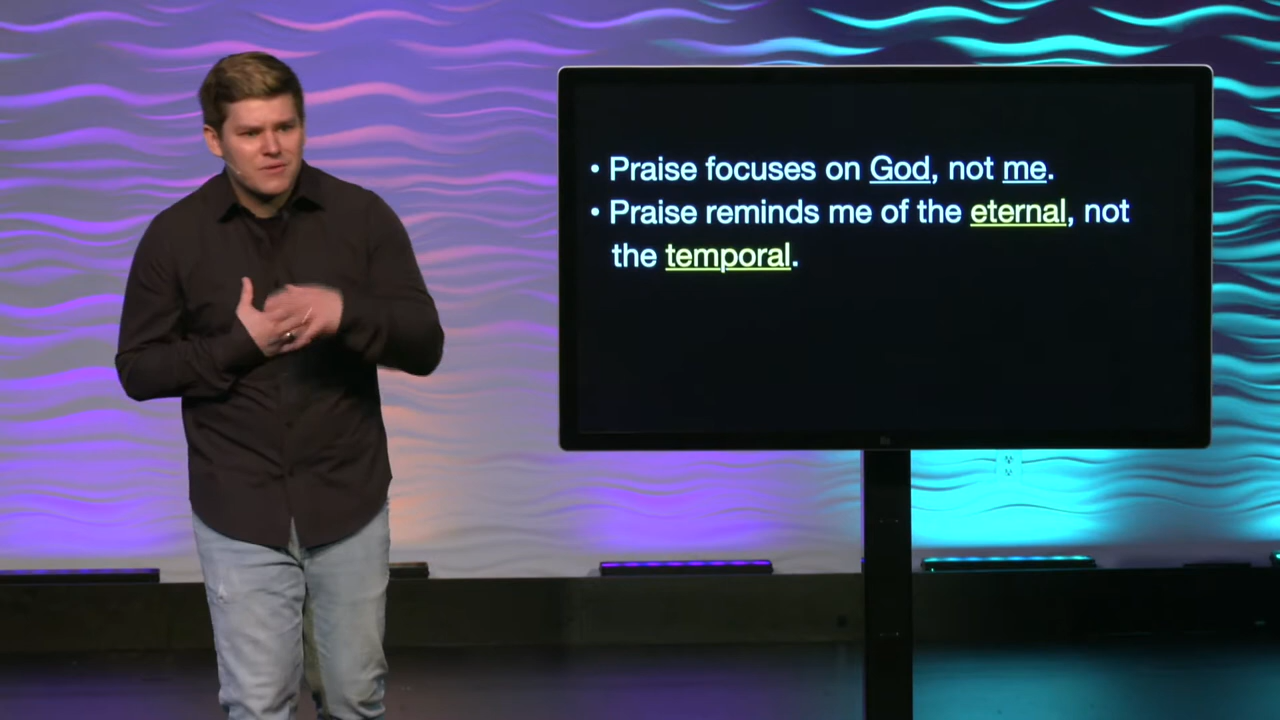 • Praise focuses on God, not me.
• Praise reminds me of the eternal, not
the temporal.